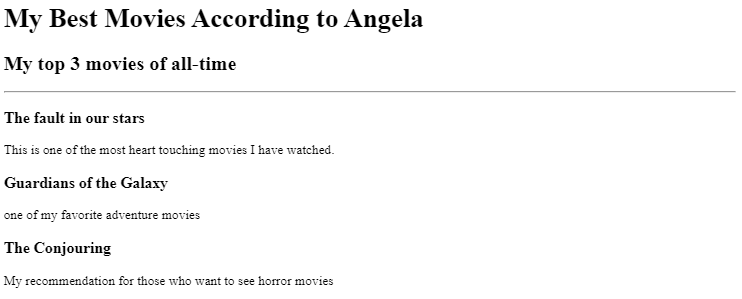 My Best Movies According to Angela
My top 3 movies of all-time
The fault in our stars
This is one of the most heart touching movies I have watched.
Guardians of the Galaxy
one of my favorite adventure movies
The Conjouring
My recommendation for those who want to see horror movies